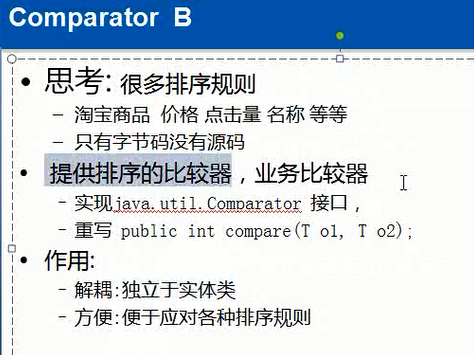 Comparator B
• 思考: 很多排序规则
– 淘宝商品 价格 点击量 名称 等等
– 只有字节码没有源码
• 提供排序的比较器，业务比较器
– 实现java.util.Comparator 接口，
– 重写 public int compare(T o1, T o2);
• 作用:
– 解耦:独立于实体类
– 方便:便于应对各种排序规则